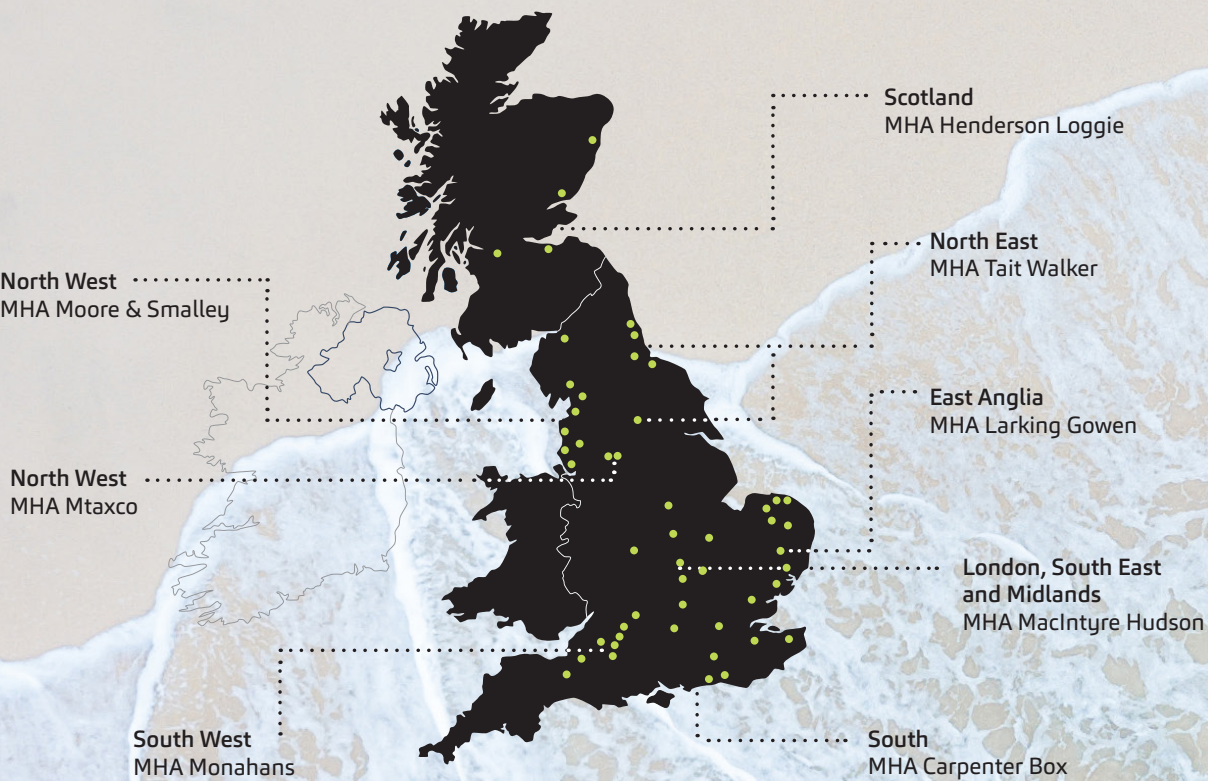 Scotland
MHA Henderson Loggie
North East
MHA Tait Walker
North West
MHA Moore & Smalley
East Anglia
MHA Larking Gowen
North West
MHA Mtaxco
London, South East
and Midlands
MHA MacIntyre Hudson
South West
MHA Monahans
South
MHA Carpenter Box